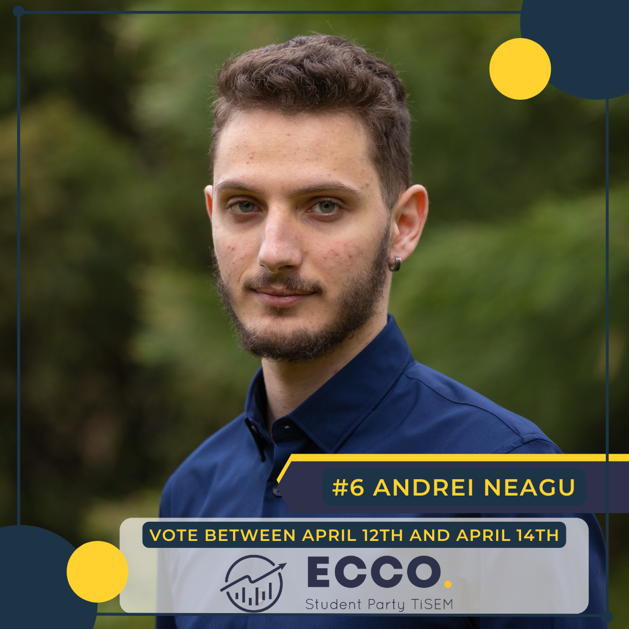 #6 ANDREI NEAGU
VOTE BETWEEN APRIL 12TH AND APRIL 14TH
ECCO.
Student Party TiSEM